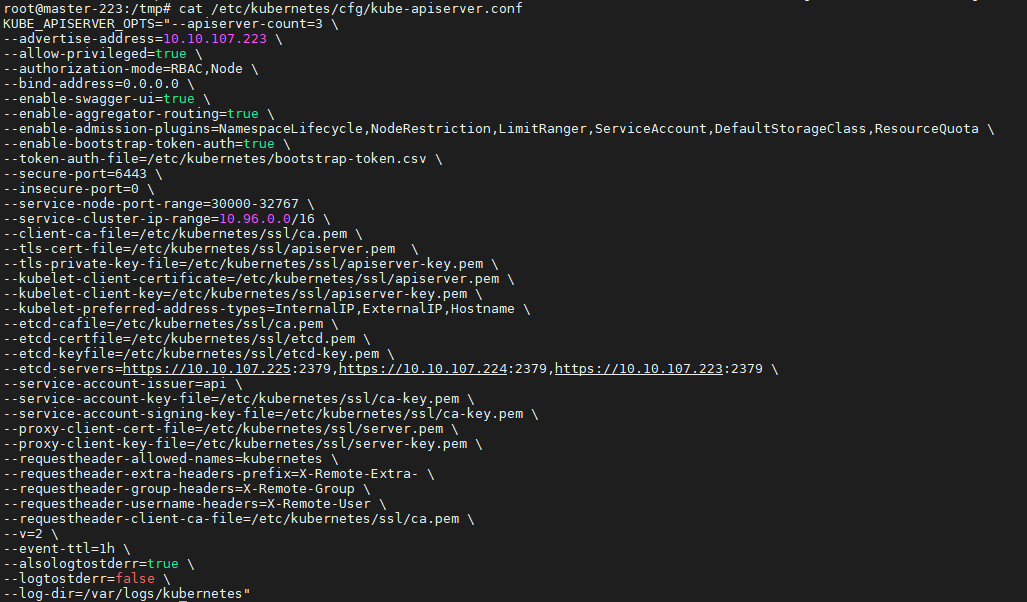 root@master-223:/tmp# cat /etc/kubernetes/cfg/kube-apiserver.conf
KUBE_APISERVER_OPTS="--apiserver-count=3 \
--advertise-address=10.10.107.223 \
--allow-privileged=true \
--authorization-mode=RBAC,Node \
--bind-address=0.0.0.0 \
--enable-swagger-ui=true \
--enable-aggregator-routing=true \
--enable-admission-plugins=NamespaceLifecycle,NodeRestriction,LimitRanger,ServiceAccount,DefaultStorageClass,ResourceQuota \
--enable-bootstrap-token-auth=true \
--token-auth-file=/etc/kubernetes/bootstrap-token.csv \
--secure-port=6443 \
--insecure-port=0 \
--service-node-port-range=30000-32767 \
--service-cluster-ip-range=10.96.0.0/16 \
--client-ca-file=/etc/kubernetes/ssl/ca.pem \
--tls-cert-file=/etc/kubernetes/ssl/apiserver.pem  \
--tls-private-key-file=/etc/kubernetes/ssl/apiserver-key.pem \
--kubelet-client-certificate=/etc/kubernetes/ssl/apiserver.pem \
--kubelet-client-key=/etc/kubernetes/ssl/apiserver-key.pem \
--kubelet-preferred-address-types=InternalIP,ExternalIP,Hostname \
--etcd-cafile=/etc/kubernetes/ssl/ca.pem \
--etcd-certfile=/etc/kubernetes/ssl/etcd.pem \
--etcd-keyfile=/etc/kubernetes/ssl/etcd-key.pem \
--etcd-servers=https://10.10.107.225:2379,https://10.10.107.224:2379,https://10.10.107.223:2379 \
--service-account-issuer=api \
--service-account-key-file=/etc/kubernetes/ssl/ca-key.pem \
--service-account-signing-key-file=/etc/kubernetes/ssl/ca-key.pem \
--proxy-client-cert-file=/etc/kubernetes/ssl/server.pem \
--proxy-client-key-file=/etc/kubernetes/ssl/server-key.pem \
--requestheader-allowed-names=kubernetes \
--requestheader-extra-headers-prefix=X-Remote-Extra- \
--requestheader-group-headers=X-Remote-Group \
--requestheader-username-headers=X-Remote-User \
--requestheader-client-ca-file=/etc/kubernetes/ssl/ca.pem \
--v=2 \
--event-ttl=1h \
--alsologtostderr=true \
--logtostderr=false \
--log-dir=/var/logs/kubernetes"